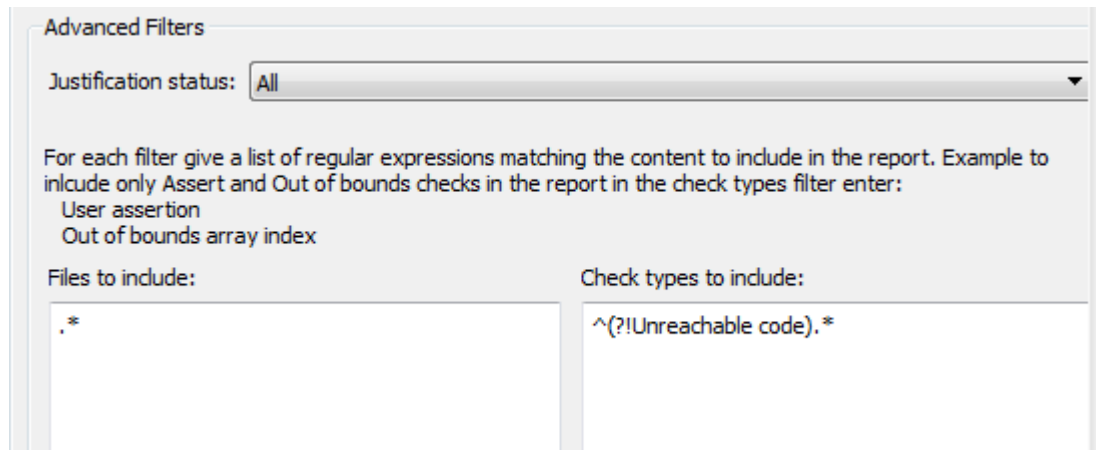 Advanced Filters
Justification status: All
For each filter give a list of regular expressions matching the content to include in the report. Example to
inlcude only Assert and Out of bounds checks in the report in the check types filter enter:
User assertion
Out of bounds array index
Files to include:
.*
Check types to include:
^(?!Unreachable code).*